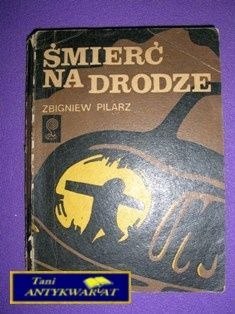 ŚMIERĆ
NA DRODZE
ZBIGNIEW PILARZ
Tani
ANTYKWARIAT